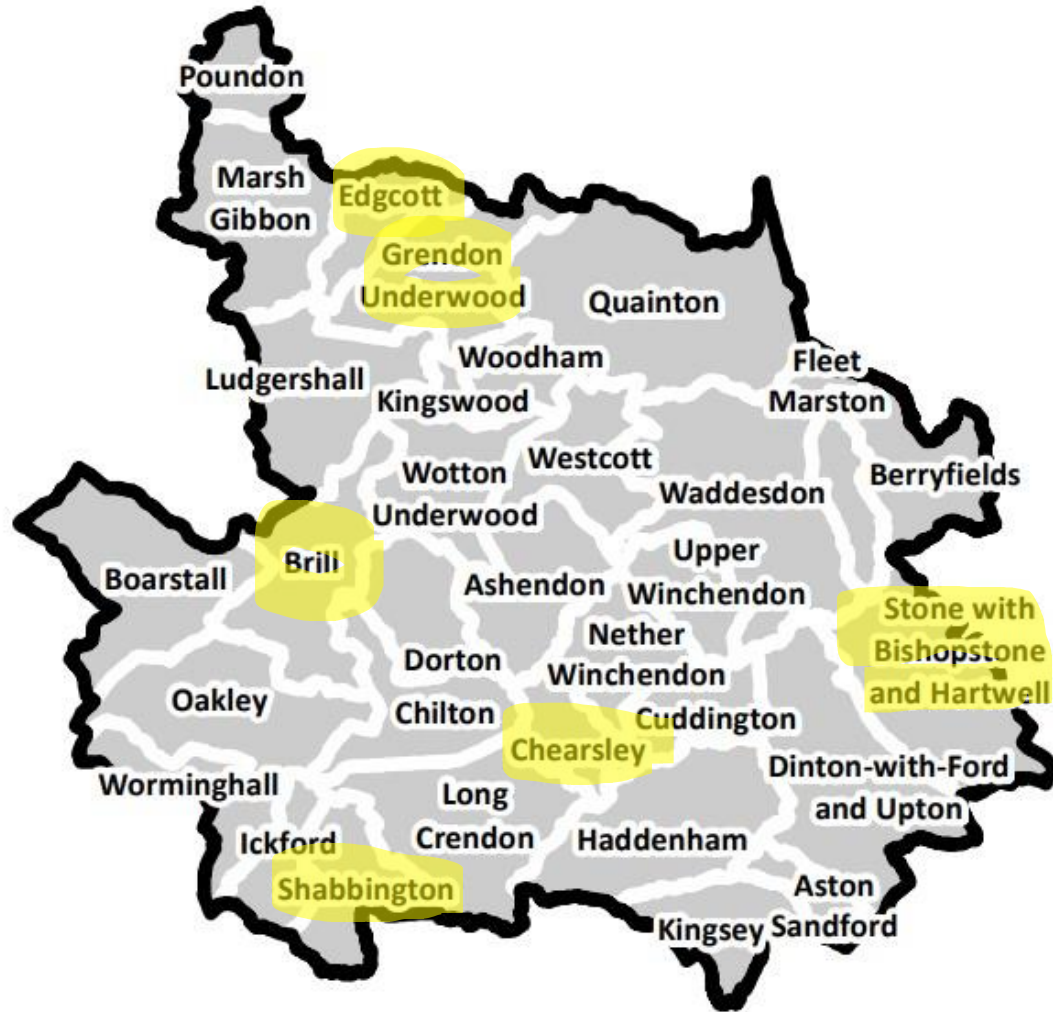 Poundon
Marsh
Gibbon
Edgcott
Grendon
Underwood
Quainton
Woodham
Fleet
Marston
Ludgershall
Kingswood
Westcott
Wotton
Underwood
Waddesdon
Berryfields
Brill
Boarstall
Upper
Winchendon
Ashendon
Stone with
Bishopstone
and Hartwell
Nether
Winchendon
Dorton
Oakley
Chilton
Cuddington
Chearsley
Dinton-with-Ford
and Upton
Worminghall
Long
Crendon
Ickford
Haddenham
Shabbington
Aston
Sandford
Kingsey